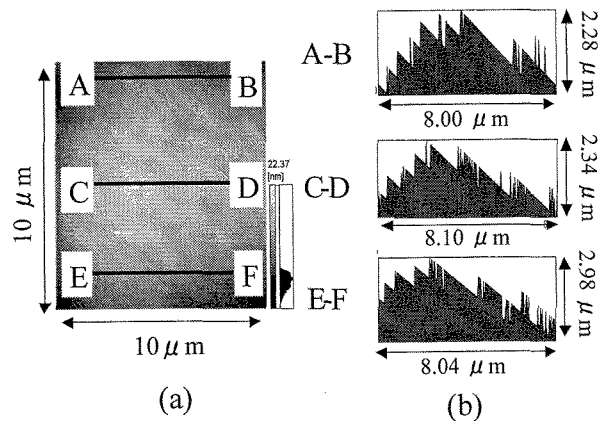 A
B
C
D
E
F
10 μm
10 μm
22.37
[nm]
(a)
A-B
8.00 μm
2.28 μm
C-D
8.10 μm
2.34 μm
E-F
8.04 μm
2.98 μm
(b)